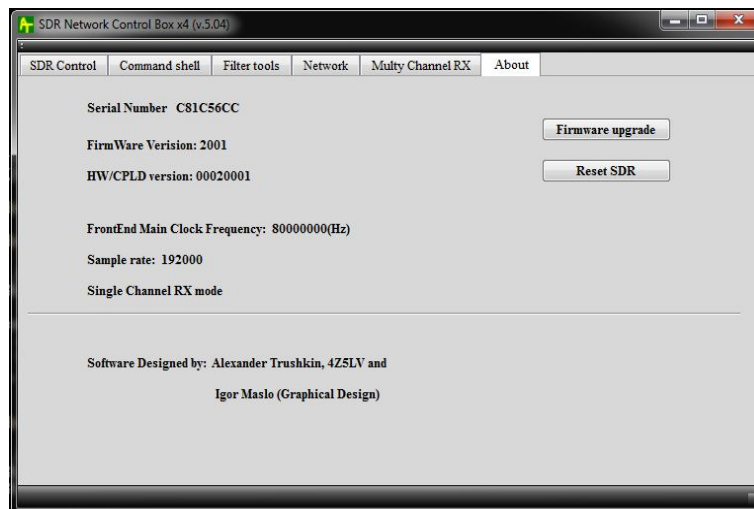 SDR Network Control Box x4 (v.5.04)
SDR Control Command shell Filter tools Network Multy Channel RX About
Serial Number C81C56CC
Firmware upgrade
FirmWare Verision: 2001
Reset SDR
HW/CPLD version: 00020001
FrontEnd Main Clock Frequency: 80000000(Hz)
Sample rate: 192000
Single Channel RX mode
Software Designed by: Alexander Trushkin, 4Z5LV and
Igor Maslo (Graphical Design)